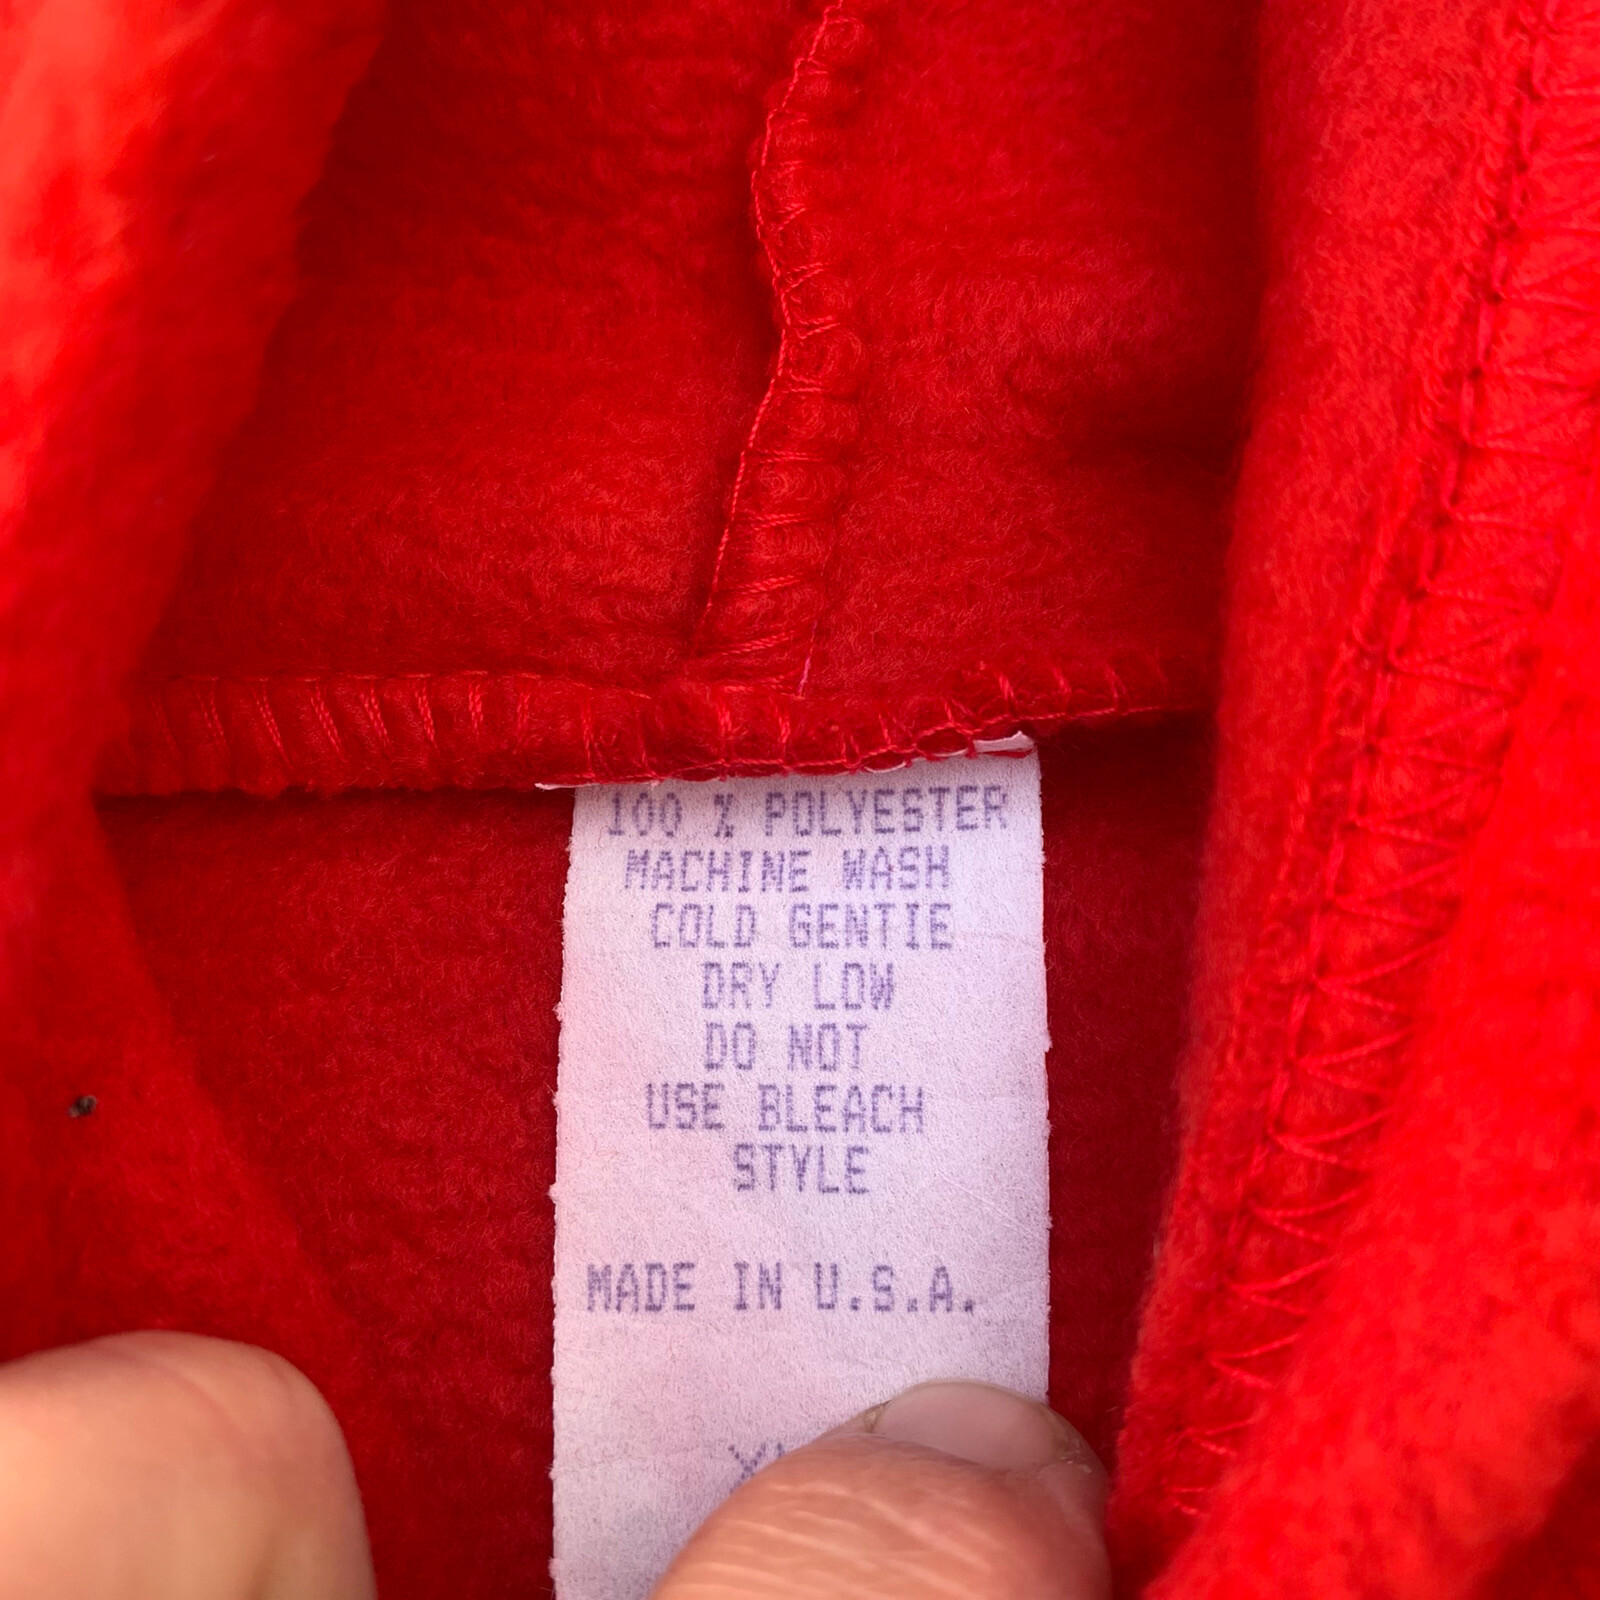 100 % POLYESTER
MACHINE WASH
COLD GENTIE
DRY LOW
DO NOT
USE BLEACH
STYLE
MADE IN U.S.A.